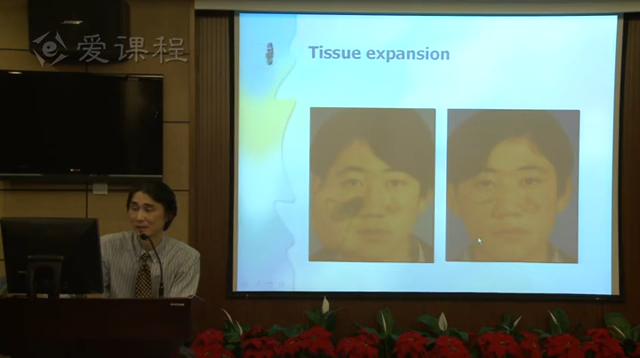 爱课程
Tissue expansion